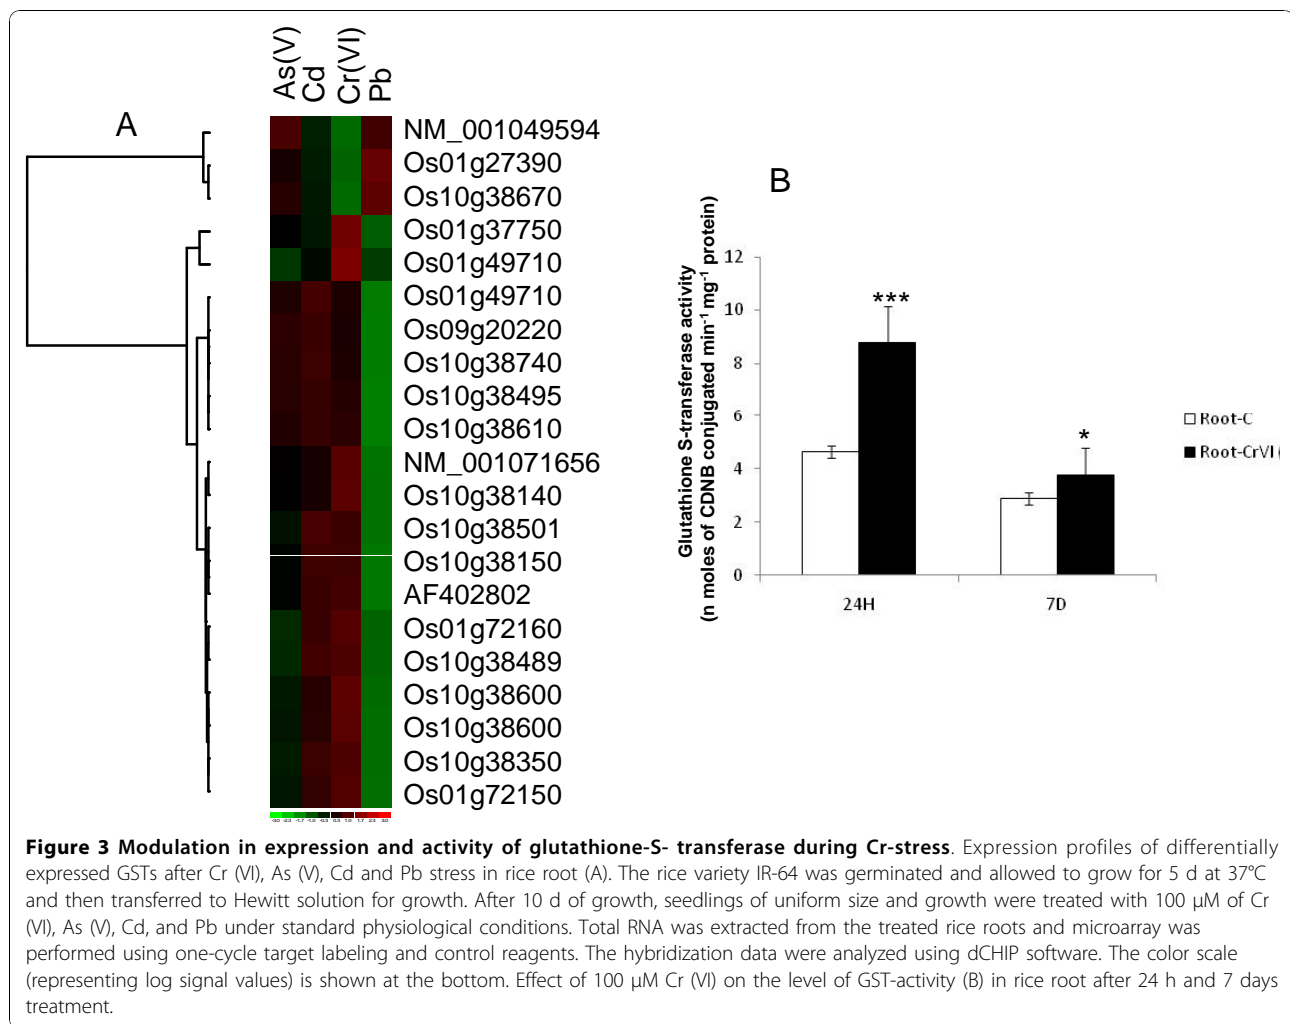 As(V)
Cd
Cr(VI)
Pb
A
NM_001049594
Os01g27390
Os10g38670
Os01g37750
Os01g49710
Os01g49710
Os09g20220
Os10g38740
Os10g38495
Os10g38610
NM_001071656
Os10g38140
Os10g38501
Os10g38150
AF402802
Os01g72160
Os10g38489
Os10g38600
Os10g38600
Os10g38350
Os01g72150
B
Glutathione S-transferase activity
(n moles of CDNB conjugated min⁻¹ mg⁻¹ protein)
12
10
8
6
4
2
0
***
*
24H
7D
Root-C
Root-CrVI (
Figure 3 Modulation in expression and activity of glutathione-S- transferase during Cr-stress. Expression profiles of differentially
expressed GSTs after Cr (VI), As (V), Cd and Pb stress in rice root (A). The rice variety IR-64 was germinated and allowed to grow for 5 d at 37°C
and then transferred to Hewitt solution for growth. After 10 d of growth, seedlings of uniform size and growth were treated with 100 μM of Cr
(VI), As (V), Cd, and Pb under standard physiological conditions. Total RNA was extracted from the treated rice roots and microarray was
performed using one-cycle target labeling and control reagents. The hybridization data were analyzed using dCHIP software. The color scale
(representing log signal values) is shown at the bottom. Effect of 100 μM Cr (VI) on the level of GST-activity (B) in rice root after 24 h and 7 days
treatment.